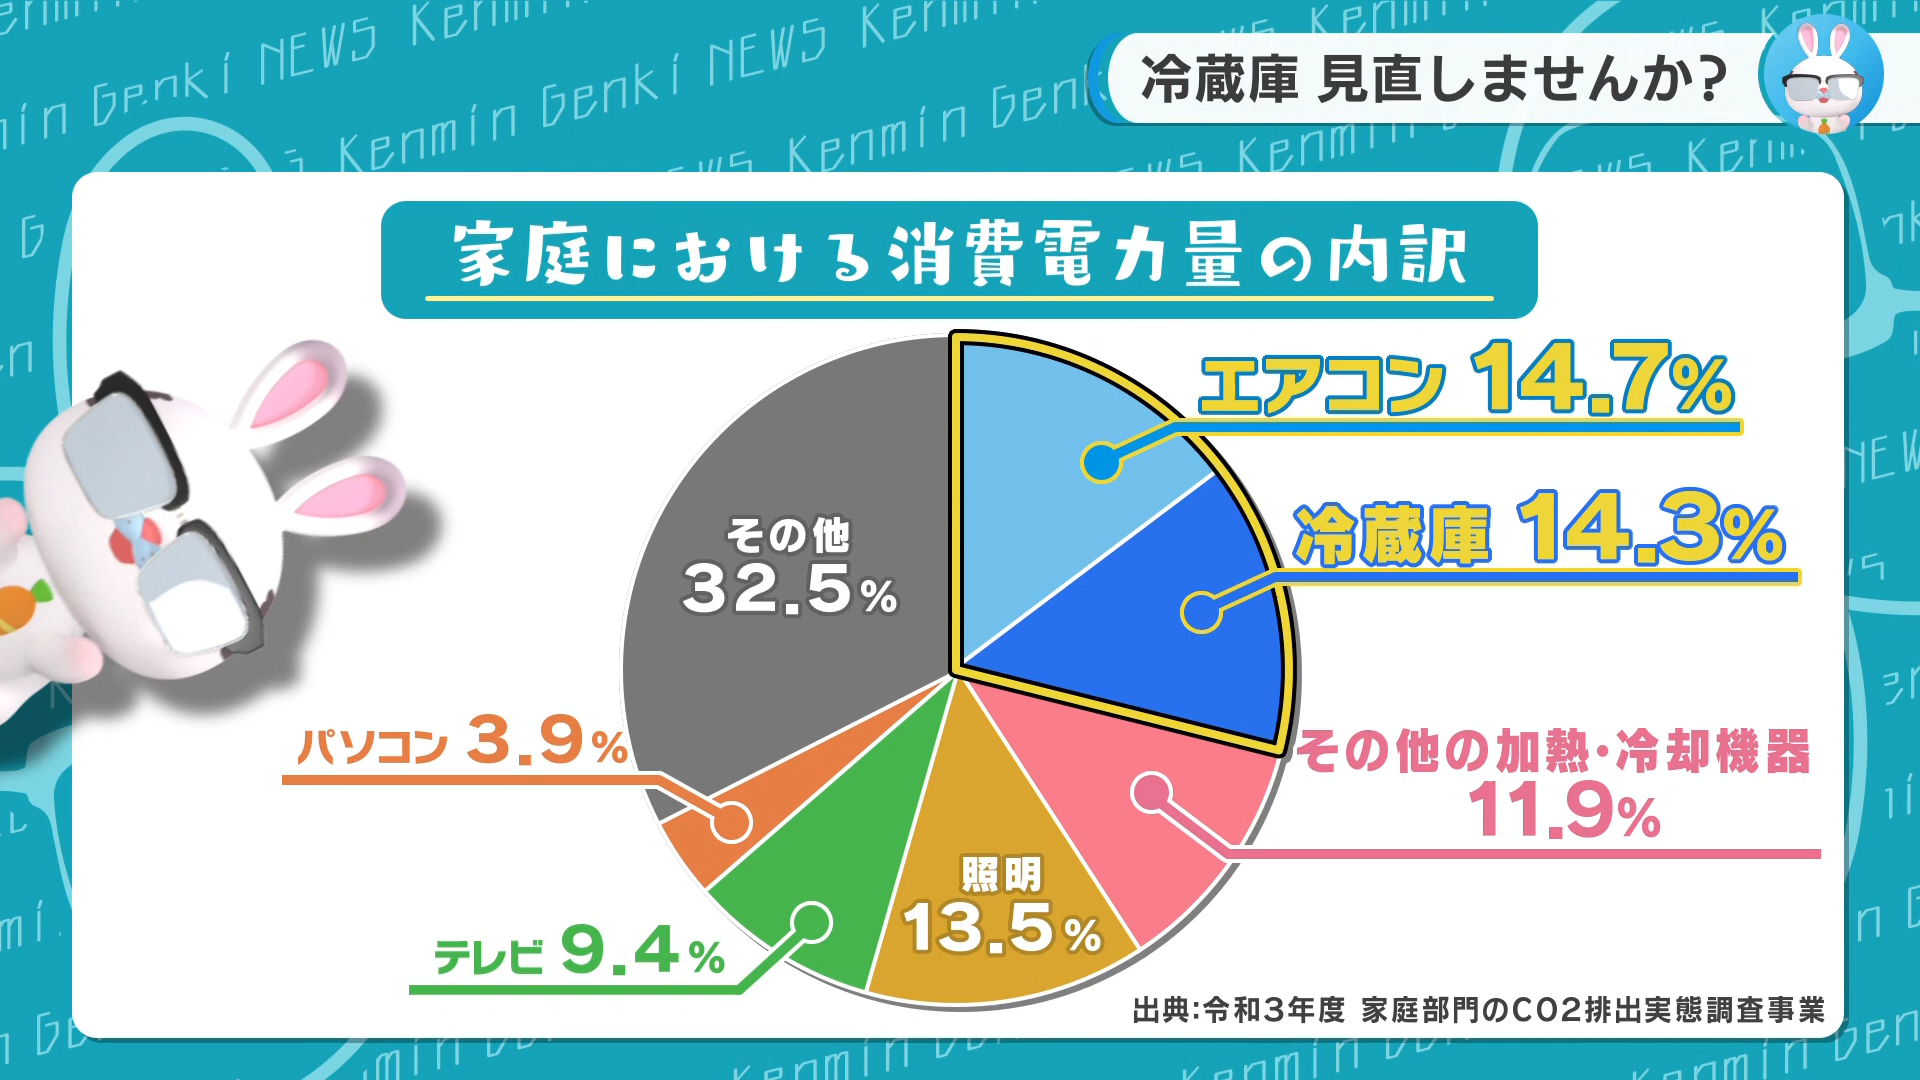 冷蔵庫 見直しませんか?
家庭における消費電力量の内訳
エアコン 14.7%
冷蔵庫 14.3%
その他
32.5%
その他の加熱・冷却機器
11.9%
パソコン 3.9%
照明
13.5%
テレビ 9.4%
出典:令和3年度 家庭部門のCO2排出実態調査事業
Kenmin Genki NEWS